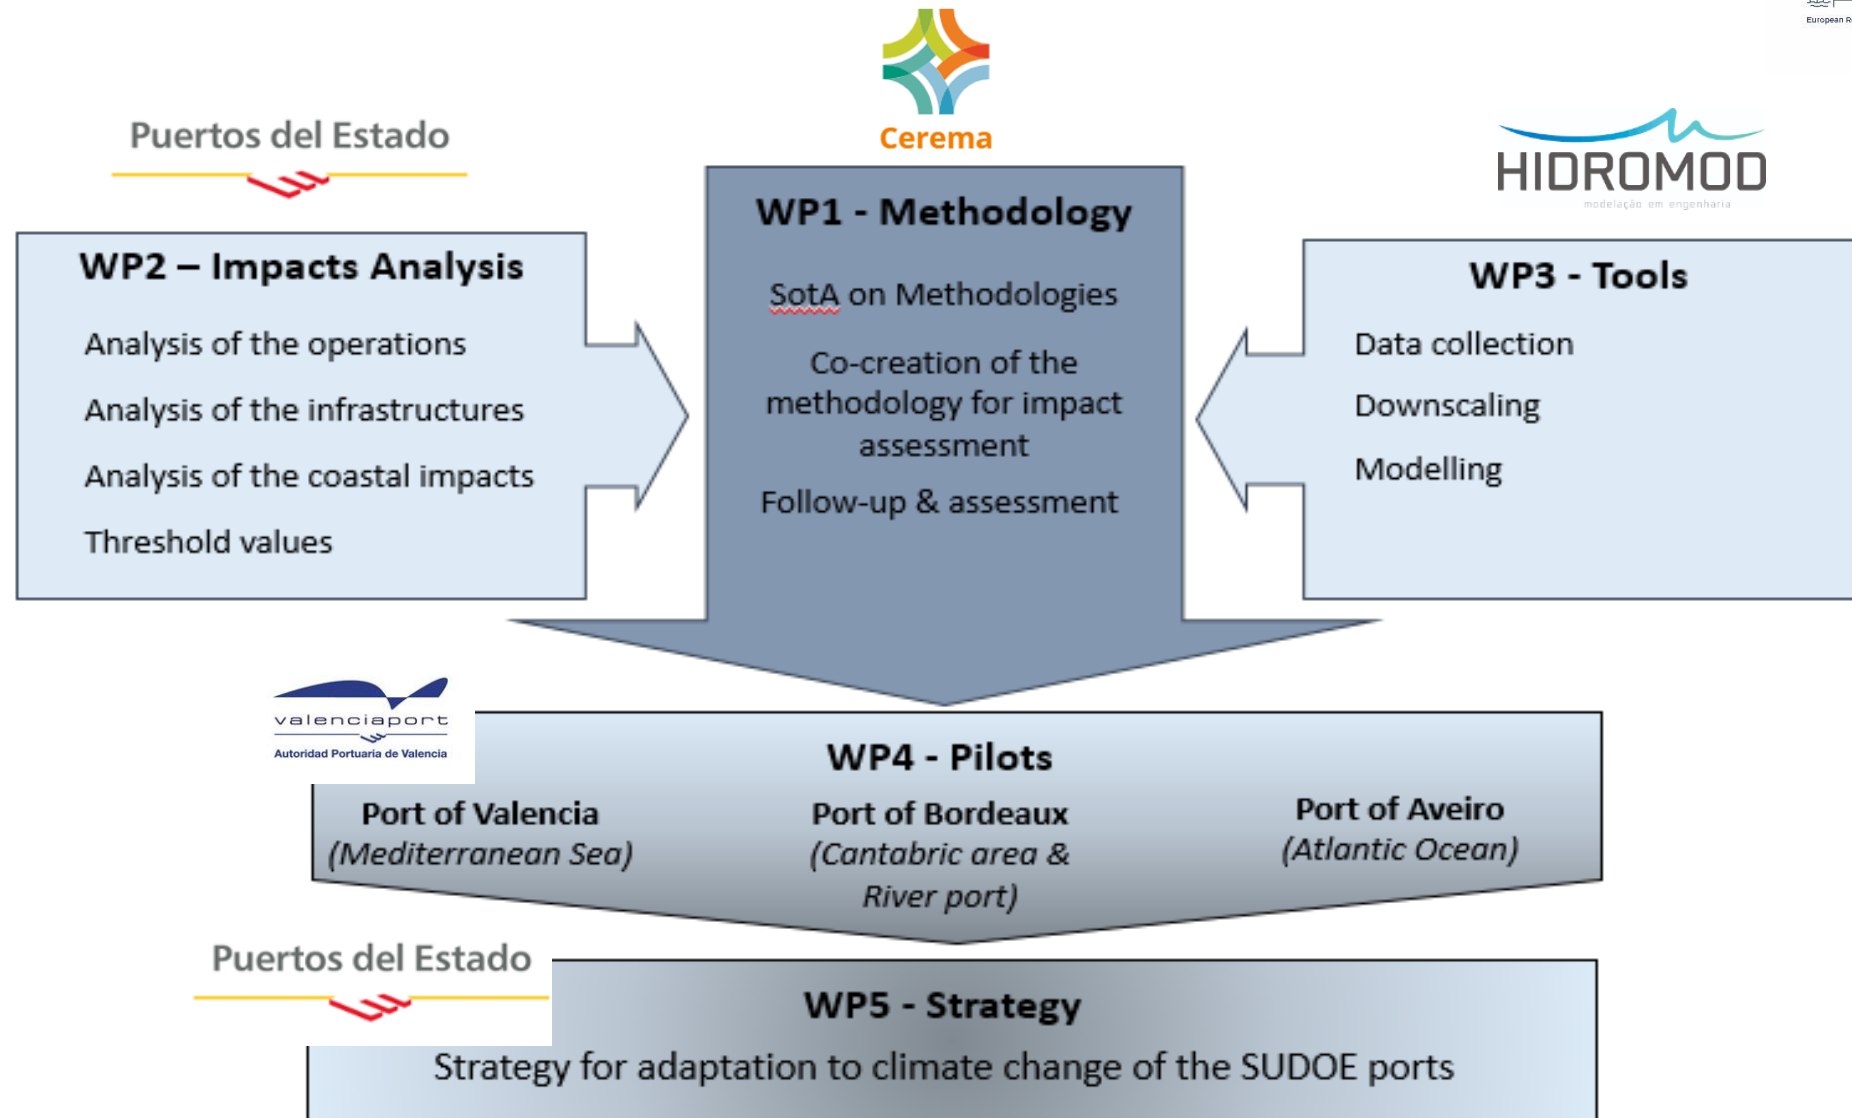 European R
Cerema
Puertos del Estado
HIDROMOD
modelação em engenharia
WP1 - Methodology
SotA on Methodologies
Co-creation of the
methodology for impact
assessment
Follow-up & assessment
WP2 – Impacts Analysis
Analysis of the operations
Analysis of the infrastructures
Analysis of the coastal impacts
Threshold values
WP3 - Tools
Data collection
Downscaling
Modelling
valenciaport
Autoridad Portuaria de Valencia
WP4 - Pilots
Port of Valencia
(Mediterranean Sea)
Port of Bordeaux
(Cantabric area &
River port)
Port of Aveiro
(Atlantic Ocean)
Puertos del Estado
WP5 - Strategy
Strategy for adaptation to climate change of the SUDOE ports